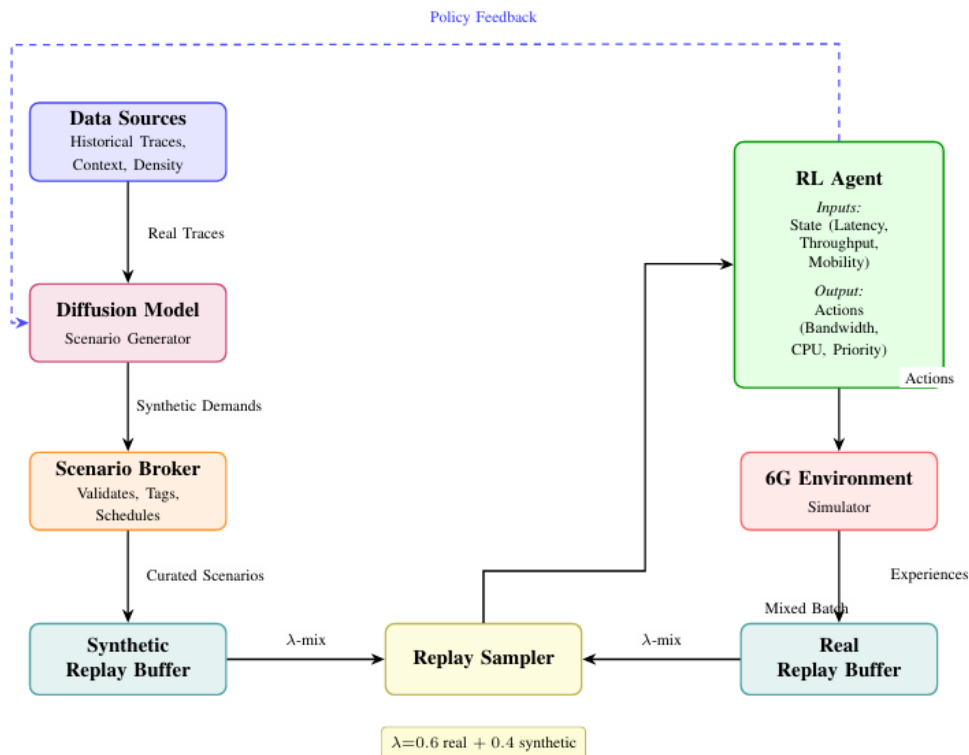 Policy Feedback
Data Sources
Historical Traces,
Context, Density
Real Traces
Diffusion Model
Scenario Generator
Synthetic Demands
Scenario Broker
Validates, Tags,
Schedules
Curated Scenarios
Synthetic
Replay Buffer
λ-mix
Replay Sampler
λ-mix
λ=0.6 real + 0.4 synthetic
RL Agent
Inputs:
State (Latency,
Throughput,
Mobility)
Output:
Actions
(Bandwidth,
CPU, Priority)
Actions
6G Environment
Simulator
Experiences
Mixed Batch
Real
Replay Buffer